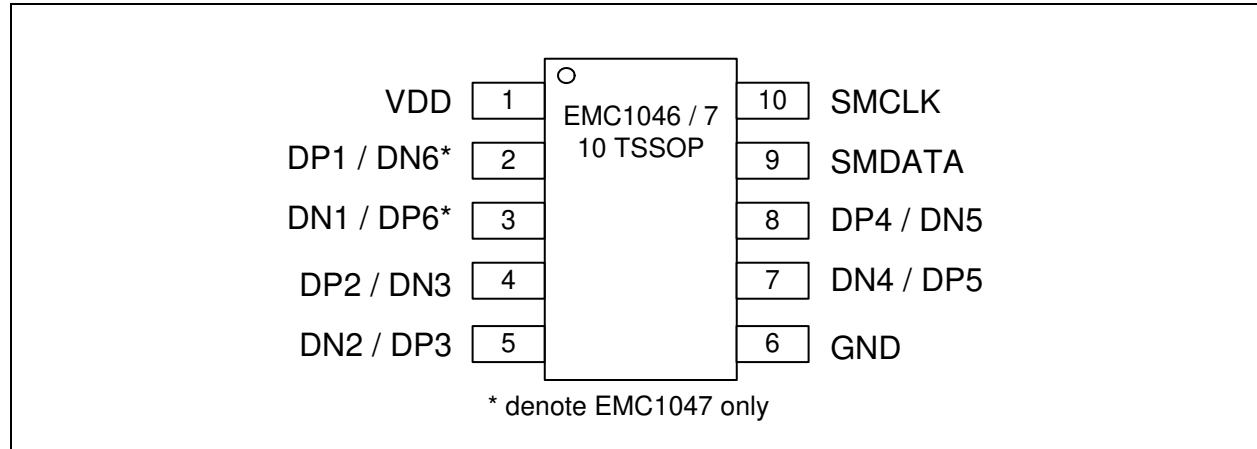 VDD 1
DP1 / DN6* 2
DN1 / DP6* 3
DP2 / DN3 4
DN2 / DP3 5
EMC1046 / 7
10 TSSOP
10 SMCLK
9 SMDATA
8 DP4 / DN5
7 DN4 / DP5
6 GND
* denote EMC1047 only